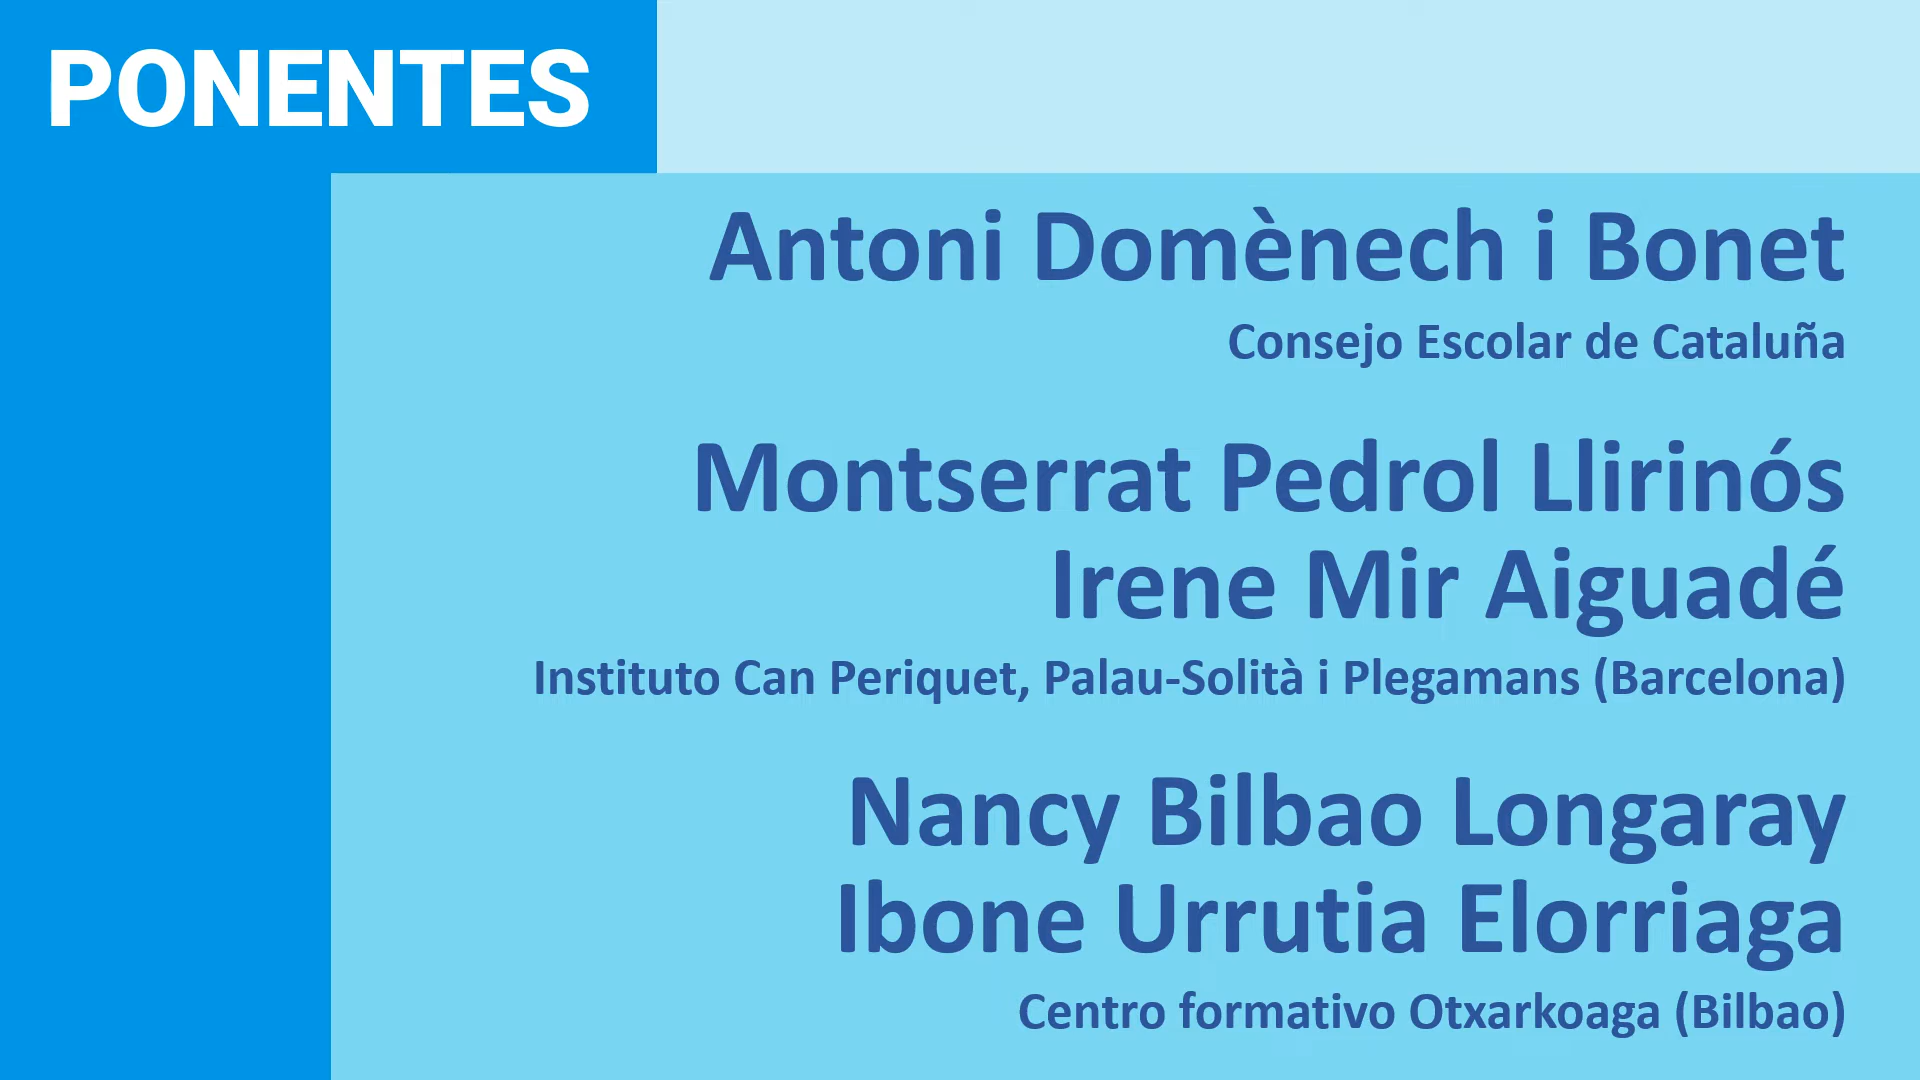 PONENTES
Antoni Domènech i Bonet
Consejo Escolar de Cataluña
Montserrat Pedrol Llirinós
Irene Mir Aiguadé
Instituto Can Periquet, Palau-Solità i Plegamans (Barcelona)
Nancy Bilbao Longaray
Ibone Urrutia Elorriaga
Centro formativo Otxarkoaga (Bilbao)